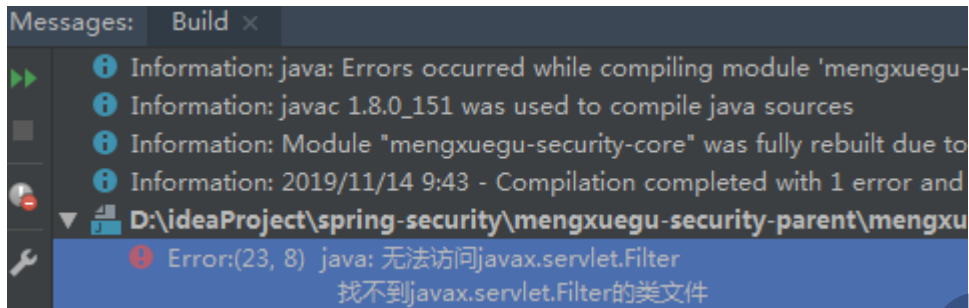 Messages: Build ×
Information: java: Errors occurred while compiling module 'mengxuegu-
Information: javac 1.8.0_151 was used to compile java sources
Information: Module "mengxuegu-security-core" was fully rebuilt due to
Information: 2019/11/14 9:43 - Compilation completed with 1 error and
D:\ideaProject\spring-security\mengxuegu-security-parent\mengxu
Error:(23, 8) java: 无法访问javax.servlet.Filter
找不到javax.servlet.Filter的类文件